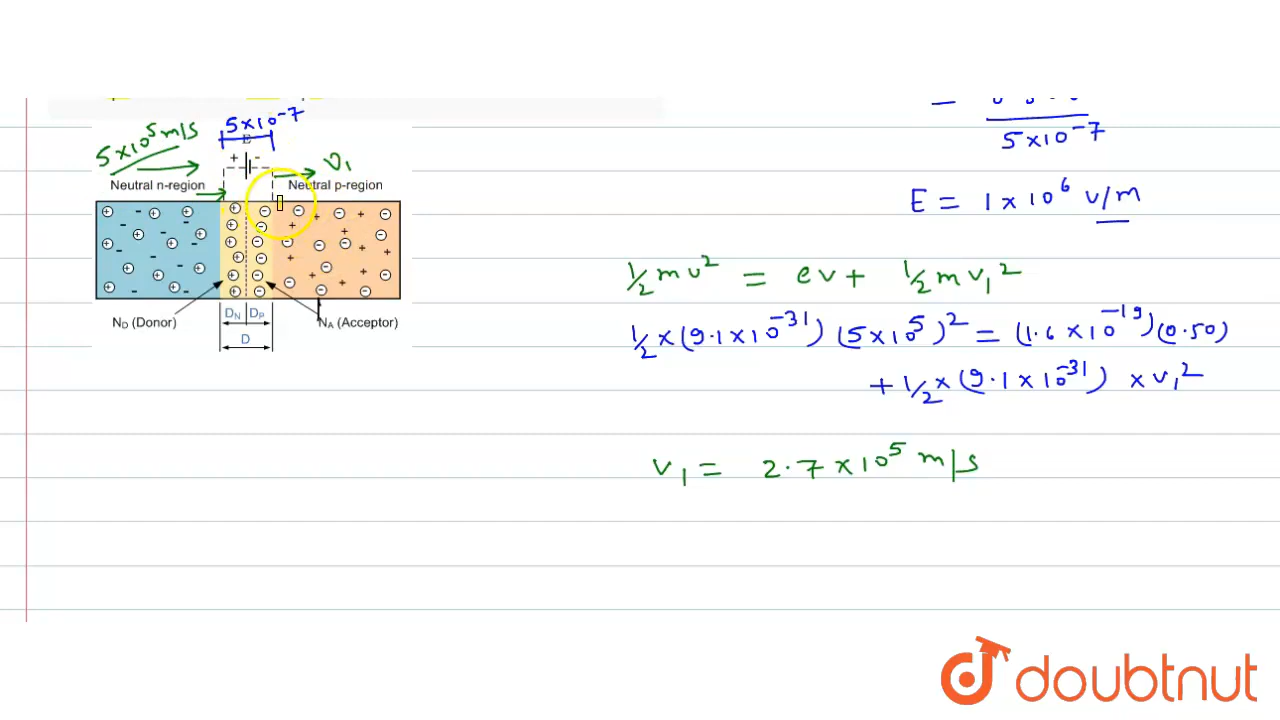 5×10⁻⁷
5×10⁵ m/s
E
+ -
V₁
Neutral n-region
Neutral p-region
N_D (Donor)
D_N D_P
N_A (Acceptor)
D
=
5×10⁻⁷
E = 1×10⁶ V/m
½mv² = eV + ½mv₁²
½×(9.1×10⁻³¹)(5×10⁵)² = (1.6×10⁻¹⁹)(0.50)
+ ½×(9.1×10⁻³¹) × v₁²
v₁ = 2.7×10⁵ m/s
doubtnut